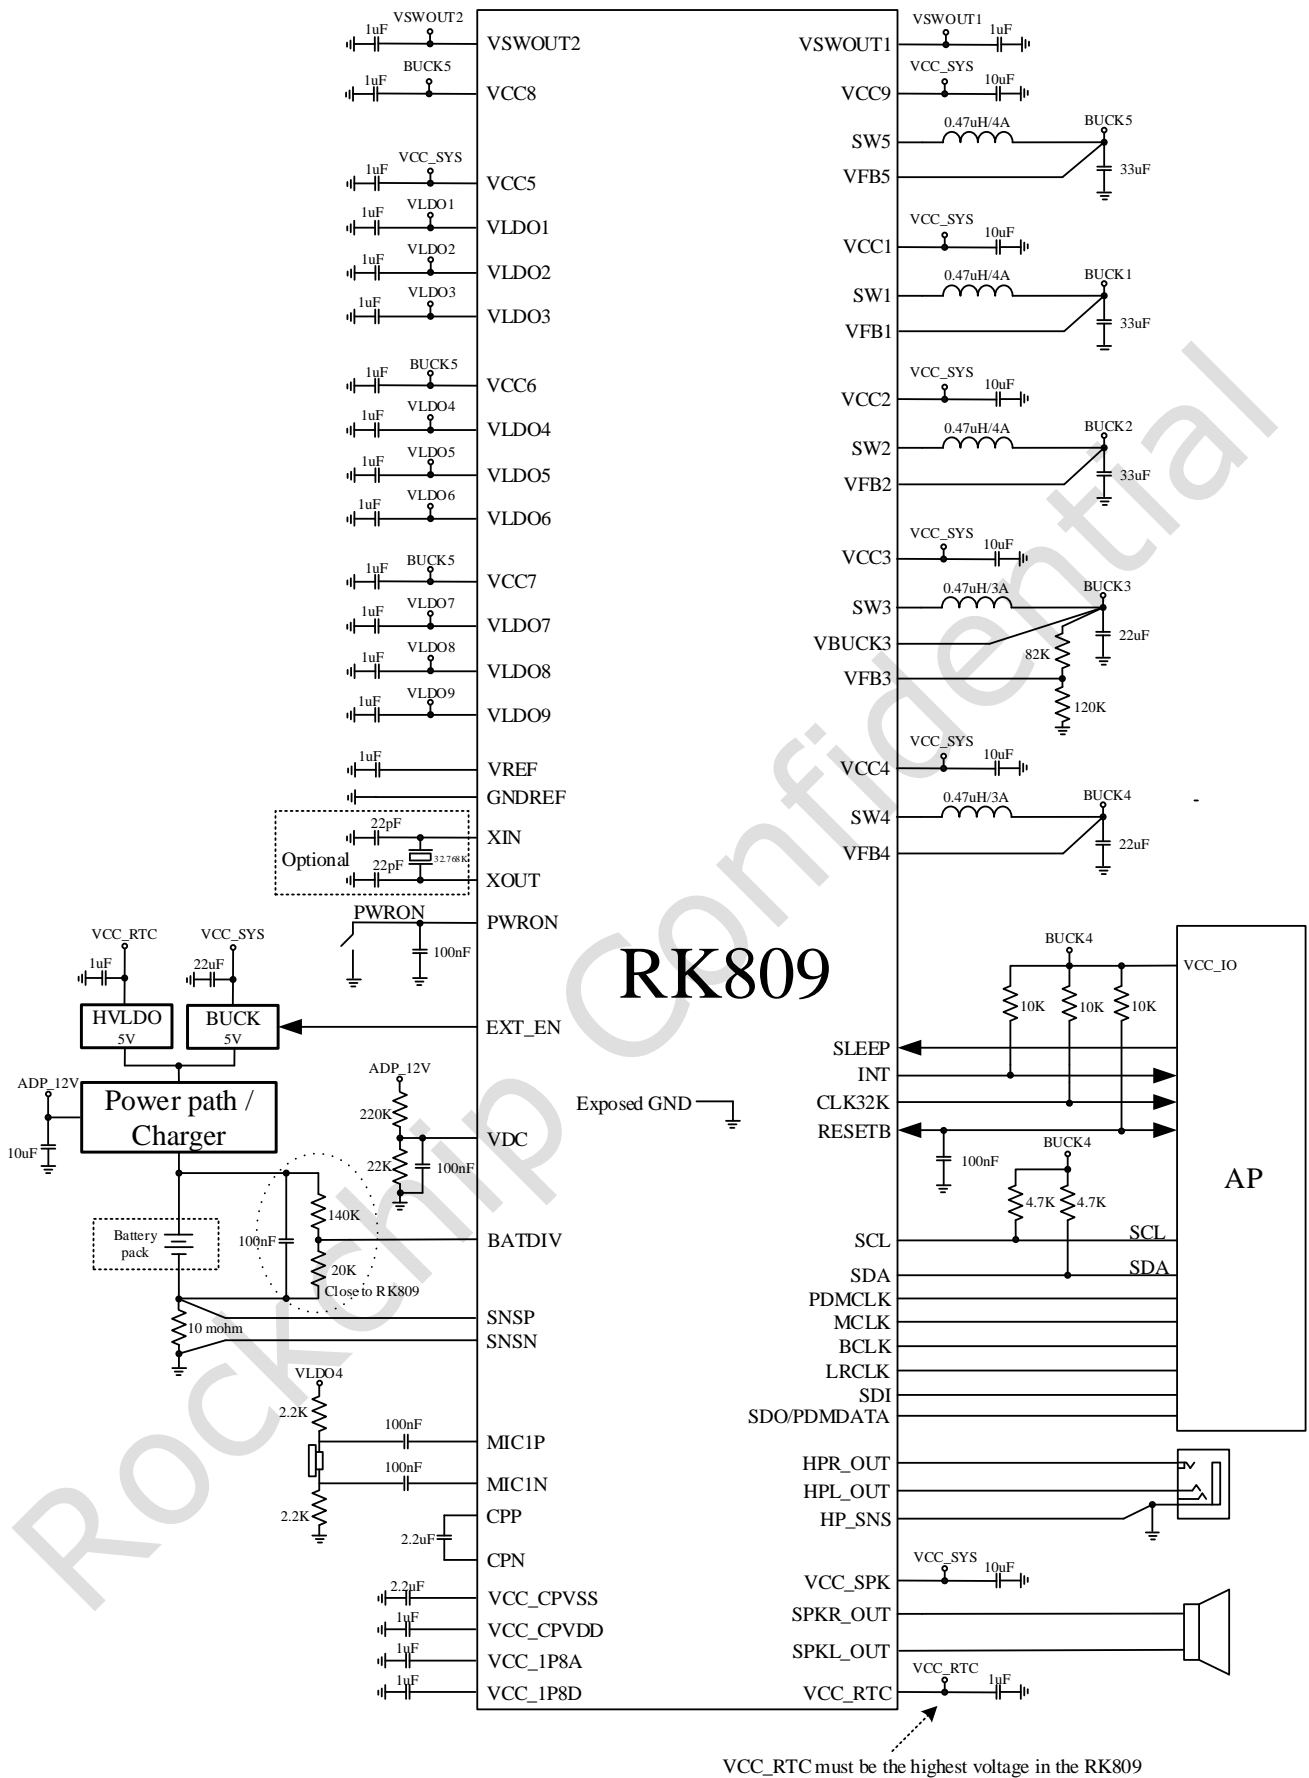 VSWOUT2
1uF
VSWOUT2
BUCK5
1uF
VCC8
VCC_SYS
1uF
VCC5
VLDO1
1uF
VLDO1
VLDO2
1uF
VLDO2
VLDO3
1uF
VLDO3
BUCK5
1uF
VCC6
VLDO4
1uF
VLDO4
VLDO5
1uF
VLDO5
VLDO6
1uF
VLDO6
BUCK5
1uF
VCC7
VLDO7
1uF
VLDO7
VLDO8
1uF
VLDO8
VLDO9
1uF
VLDO9
1uF
VREF
GNDREF
22pF
XIN
Optional
32.768K
22pF
XOUT
PWRON
PWRON
100nF
VCC_RTC
VCC_SYS
1uF
22uF
HVLDO
5V
BUCK
5V
EXT_EN
ADP_12V
Power path /
Charger
10uF
ADP_12V
220K
VDC
22K
100nF
140K
Battery
pack
100nF
BATDIV
20K
Close to RK809
SNSP
10 mohm
SNSN
VLDO4
2.2K
100nF
MIC1P
100nF
MIC1N
2.2K
CPP
2.2uF
CPN
2.2uF
VCC_CPVSS
1uF
VCC_CPVDD
1uF
VCC_1P8A
1uF
VCC_1P8D
RK809
Exposed GND
VSWOUT1
VSWOUT1
1uF
VCC_SYS
VCC9
10uF
0.47uH/4A
BUCK5
SW5
VFB5
33uF
VCC_SYS
VCC1
10uF
0.47uH/4A
BUCK1
SW1
VFB1
33uF
VCC_SYS
VCC2
10uF
0.47uH/4A
BUCK2
SW2
VFB2
33uF
VCC_SYS
VCC3
10uF
0.47uH/3A
BUCK3
SW3
VBUCK3
82K
22uF
VFB3
120K
VCC_SYS
VCC4
10uF
0.47uH/3A
BUCK4
SW4
VFB4
22uF
-
BUCK4
VCC_IO
10K
10K
10K
SLEEP
INT
CLK32K
RESETB
100nF
BUCK4
AP
4.7K
4.7K
SCL
SCL
SDA
SDA
PDMCLK
MCLK
BCLK
LRCLK
SDI
SDO/PDMDATA
HPR_OUT
HPL_OUT
HP_SNS
VCC_SYS
VCC_SPK
10uF
SPKR_OUT
SPKL_OUT
VCC_RTC
VCC_RTC
1uF
VCC_RTC must be the highest voltage in the RK809
Rockchip Confidential